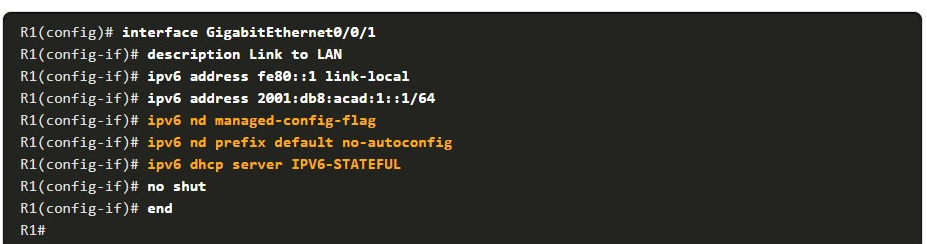 R1(config)# interface GigabitEthernet0/0/1
R1(config-if)# description Link to LAN
R1(config-if)# ipv6 address fe80::1 link-local
R1(config-if)# ipv6 address 2001:db8:acad:1::1/64
R1(config-if)# ipv6 nd managed-config-flag
R1(config-if)# ipv6 nd prefix default no-autoconfig
R1(config-if)# ipv6 dhcp server IPV6-STATEFUL
R1(config-if)# no shut
R1(config-if)# end
R1#